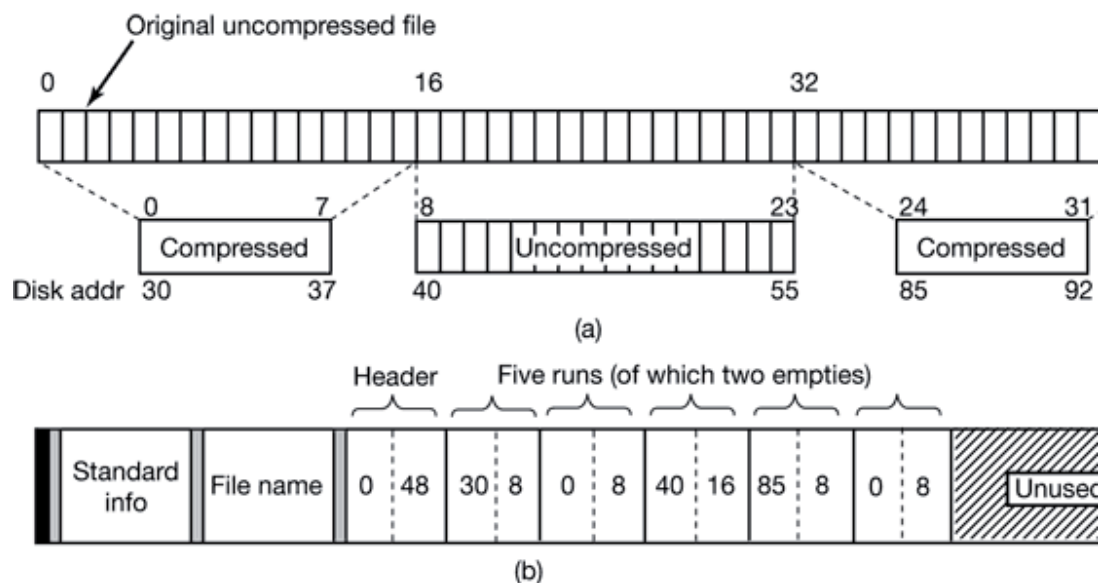 Original uncompressed file
0 16 32
0 7 8 23 24 31
Compressed Uncompressed Compressed
Disk addr 30 37 40 55 85 92
(a)
Header Five runs (of which two empties)
Standard info File name 0 48 30 8 0 8 40 16 85 8 0 8 Unused
(b)